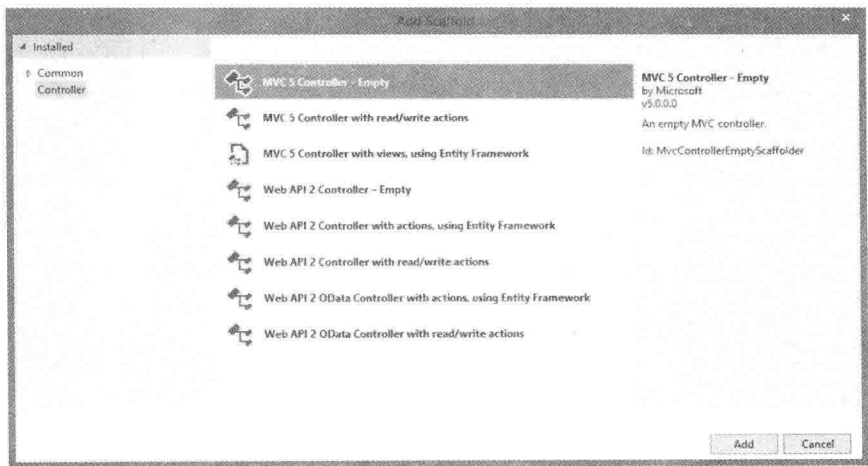 Add Scaffold
Installed
Common
Controller
MVC 5 Controller - Empty
MVC 5 Controller with read/write actions
MVC 5 Controller with views, using Entity Framework
Web API 2 Controller - Empty
Web API 2 Controller with actions, using Entity Framework
Web API 2 Controller with read/write actions
Web API 2 OData Controller with actions, using Entity Framework
Web API 2 OData Controller with read/write actions
MVC 5 Controller - Empty
by Microsoft
v5.0.0.0
An empty MVC controller.
Id: MvcControllerEmptyScaffolder
Add
Cancel